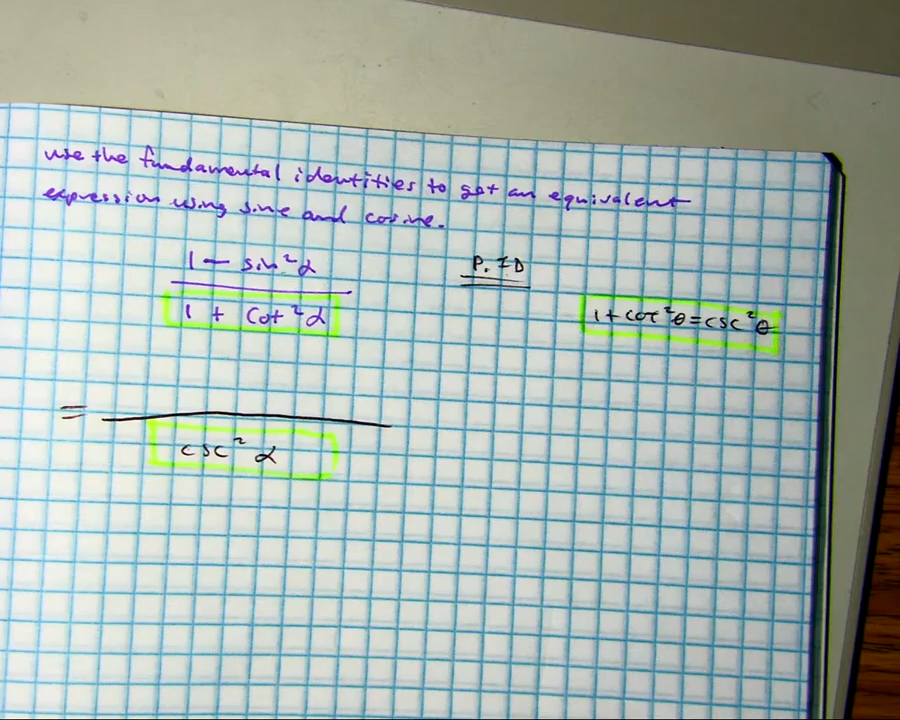 use the fundamental identities to get an equivalent
expression using sine and cosine.
1 - sin²α
1 + cot²α
P. ID
1+cot²θ=csc²θ
=
csc²α